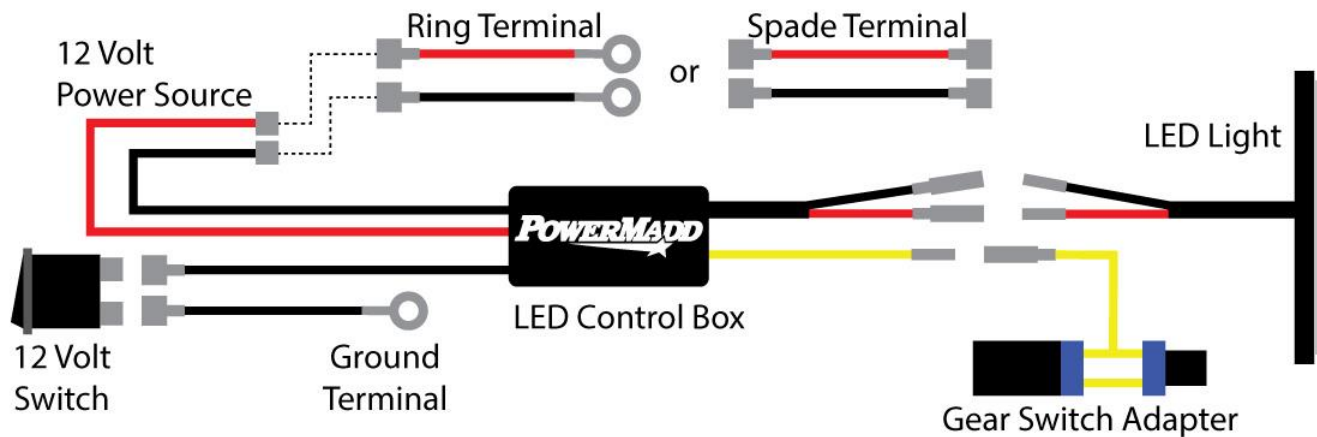 Ring Terminal
Spade Terminal
12 Volt
Power Source
or
LED Light
POWERMADD
LED Control Box
12 Volt
Switch
Ground
Terminal
Gear Switch Adapter